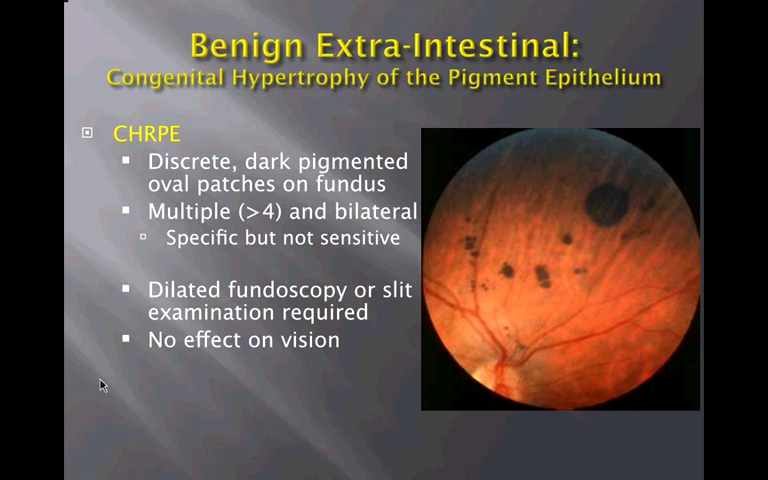 Benign Extra-Intestinal:
Congenital Hypertrophy of the Pigment Epithelium
CHRPE
Discrete, dark pigmented
oval patches on fundus
Multiple (>4) and bilateral
Specific but not sensitive
Dilated fundoscopy or slit
examination required
No effect on vision